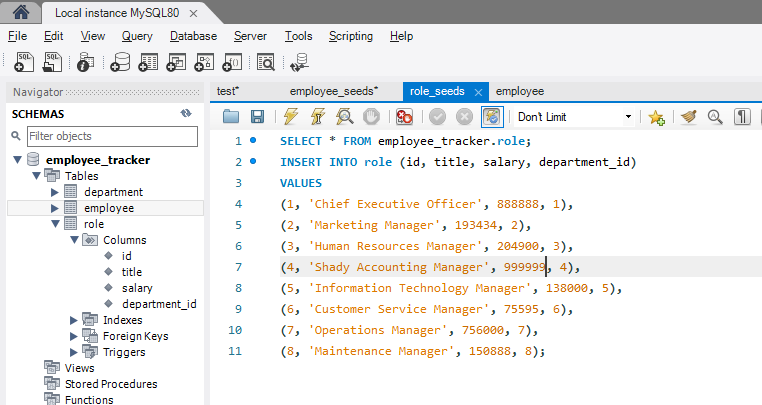 Local instance MySQL80
File Edit View Query Database Server Tools Scripting Help
Navigator
SCHEMAS
Filter objects
employee_tracker
Tables
department
employee
role
Columns
id
title
salary
department_id
Indexes
Foreign Keys
Triggers
Views
Stored Procedures
Functions
test* employee_seeds* role_seeds employee
Don't Limit
1 SELECT * FROM employee_tracker.role;
2 INSERT INTO role (id, title, salary, department_id)
3 VALUES
4 (1, 'Chief Executive Officer', 888888, 1),
5 (2, 'Marketing Manager', 193434, 2),
6 (3, 'Human Resources Manager', 204900, 3),
7 (4, 'Shady Accounting Manager', 999999, 4),
8 (5, 'Information Technology Manager', 138000, 5),
9 (6, 'Customer Service Manager', 75595, 6),
10 (7, 'Operations Manager', 756000, 7),
11 (8, 'Maintenance Manager', 150888, 8);